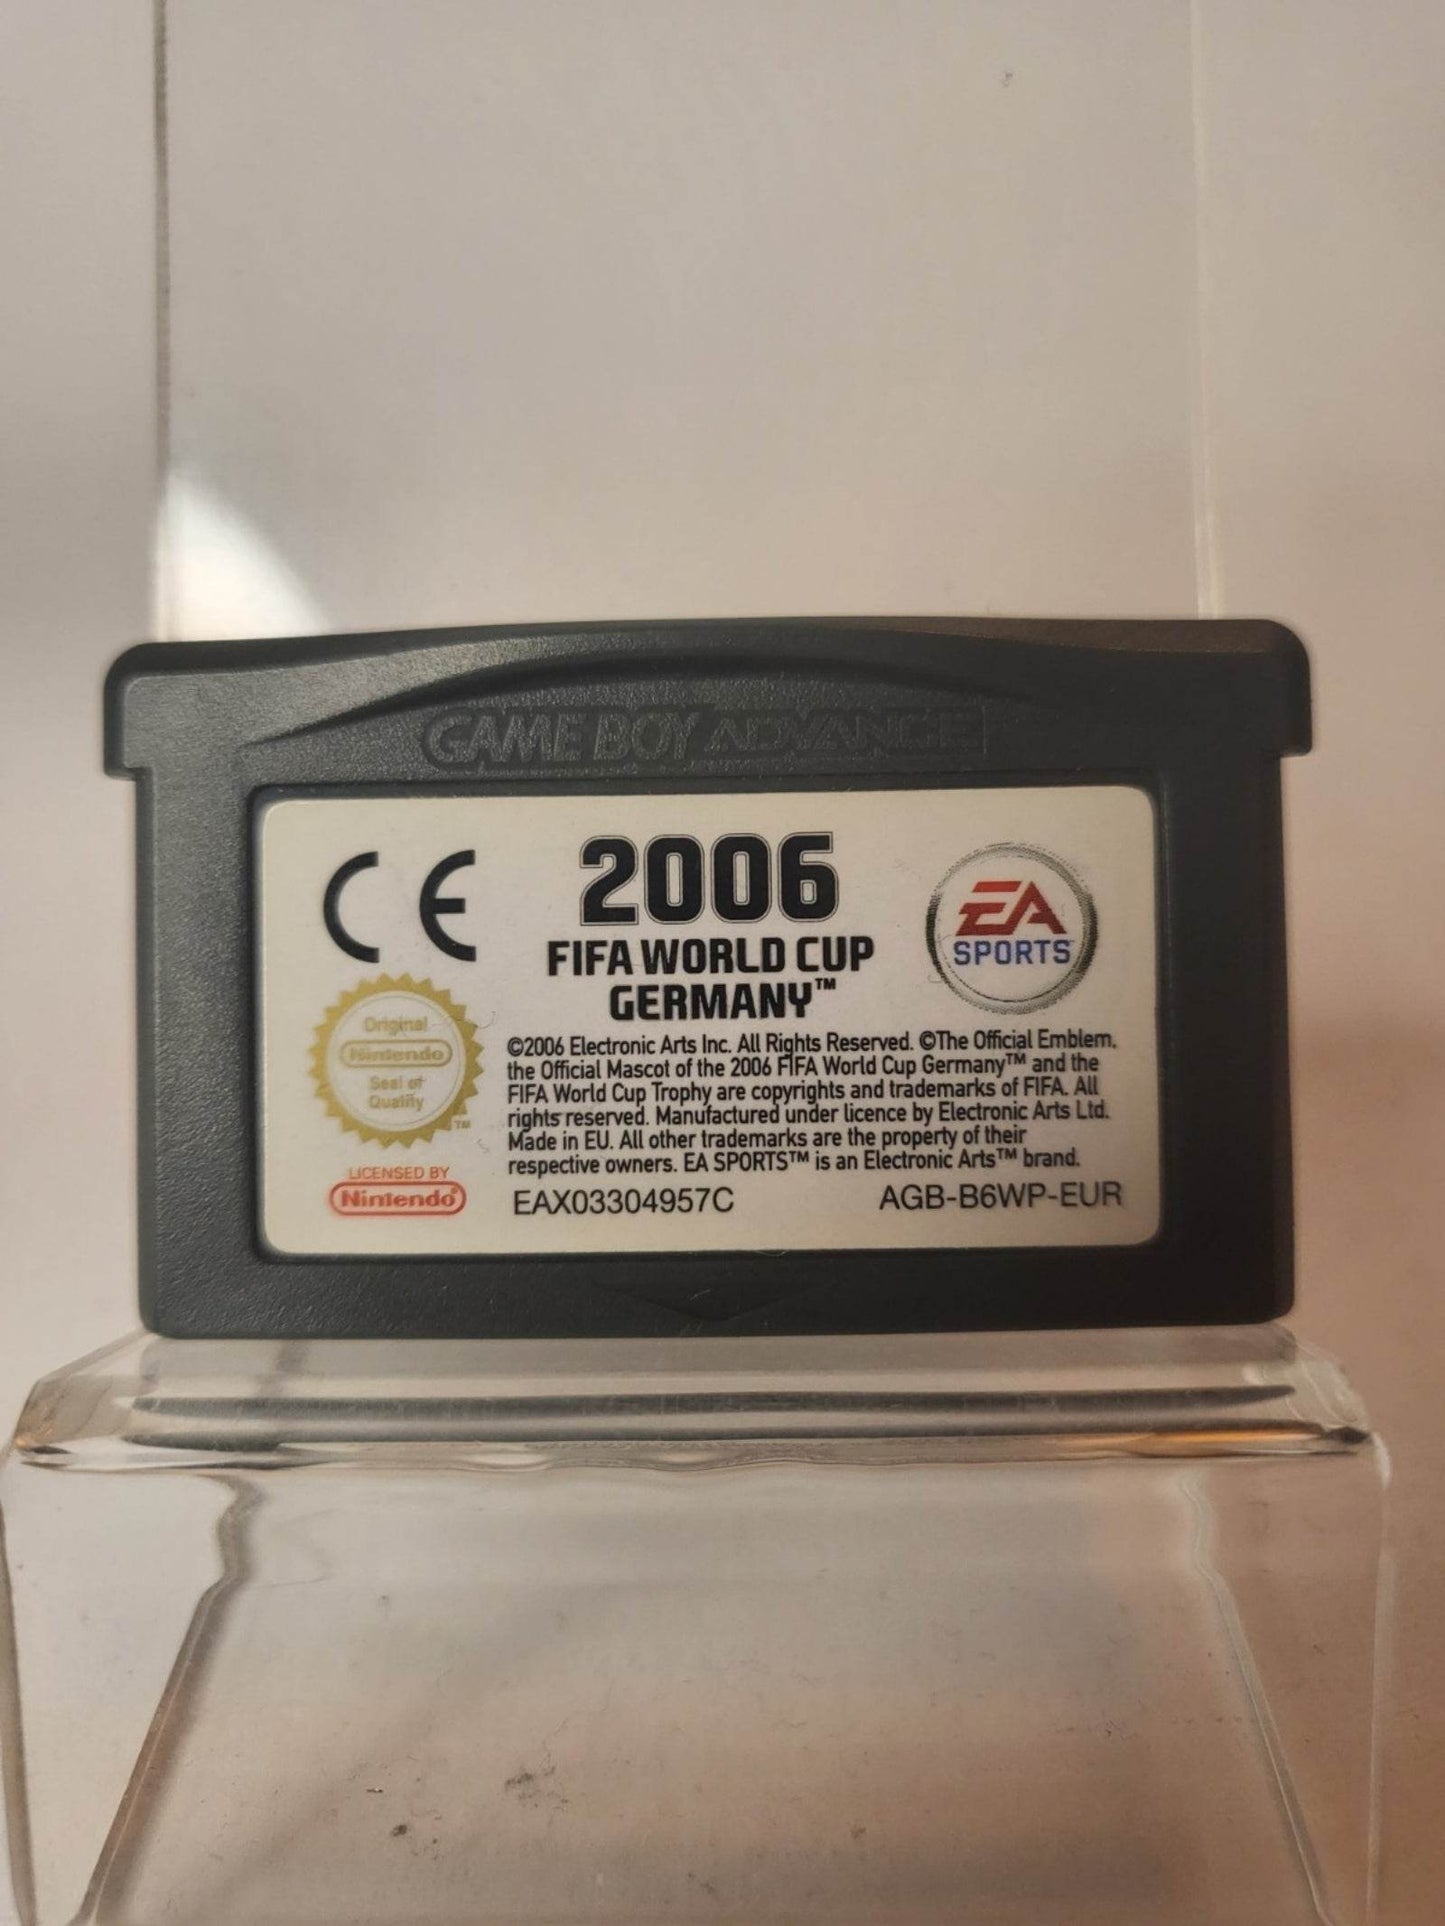 GAME BOY ADVANCE
CE
2006
FIFA WORLD CUP
GERMANY™
EA
SPORTS™
Original
Nintendo
Seal of
Quality
™
LICENSED BY
Nintendo®
©2006 Electronic Arts Inc. All Rights Reserved. ©The Official Emblem,
the Official Mascot of the 2006 FIFA World Cup Germany™ and the
FIFA World Cup Trophy are copyrights and trademarks of FIFA. All
rights reserved. Manufactured under licence by Electronic Arts Ltd.
Made in EU. All other trademarks are the property of their
respective owners. EA SPORTS™ is an Electronic Arts™ brand.
EAX03304957C
AGB-B6WP-EUR